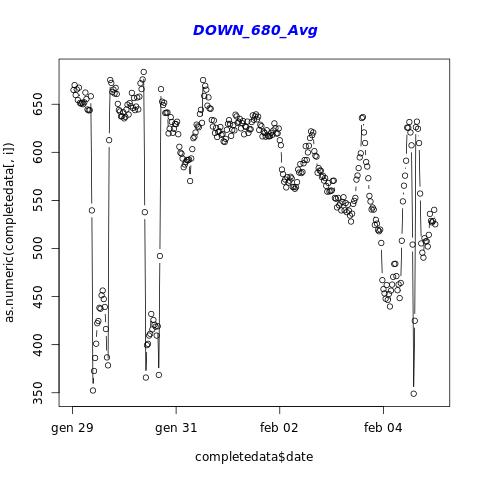 DOWN_680_Avg
as.numeric(completedata[, i])
650
600
550
500
450
400
350
gen 29 gen 31 feb 02 feb 04
completedata$date